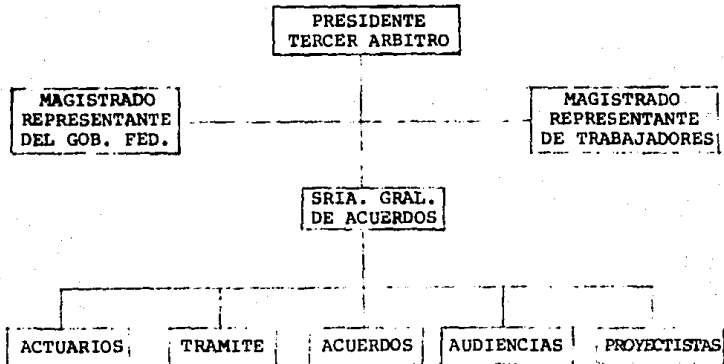 PRESIDENTE
TERCER ARBITRO
MAGISTRADO
REPRESENTANTE
DEL GOB. FED.
MAGISTRADO
REPRESENTANTE
DE TRABAJADORES
SRIA. GRAL.
DE ACUERDOS
ACTUARIOS
TRAMITE
ACUERDOS
AUDIENCIAS
PROYECTISTAS